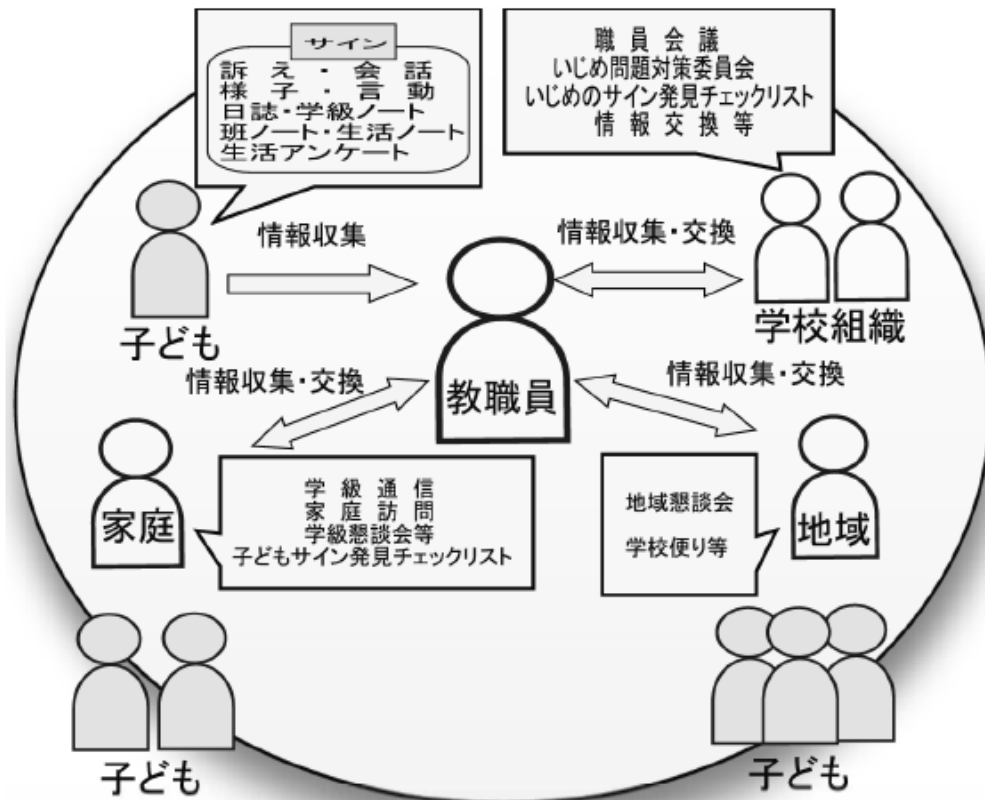 サイン
訴え・会話
様子・言動
日誌・学級ノート
班ノート・生活ノート
生活アンケート
職員会議
いじめ問題対策委員会
いじめのサイン発見チェックリスト
情報交換等
情報収集
情報収集・交換
子ども
学校組織
情報収集・交換
情報収集・交換
教職員
家庭
学級通信
家庭訪問
学級懇談会等
子どもサイン発見チェックリスト
地域懇談会
学校便り等
地域
子ども
子ども